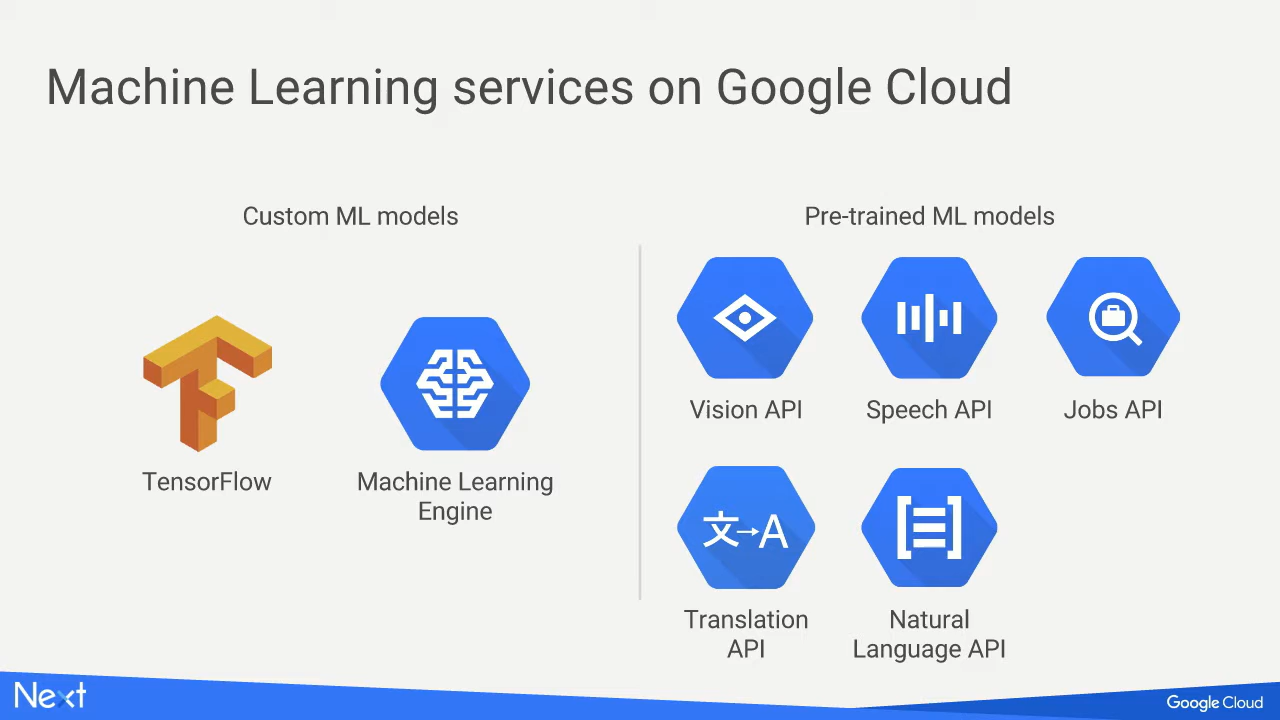 Machine Learning services on Google Cloud
Custom ML models
Pre-trained ML models
TensorFlow
Machine Learning
Engine
Vision API
Speech API
Jobs API
文→A
Translation
API
Natural
Language API
Next
Google Cloud